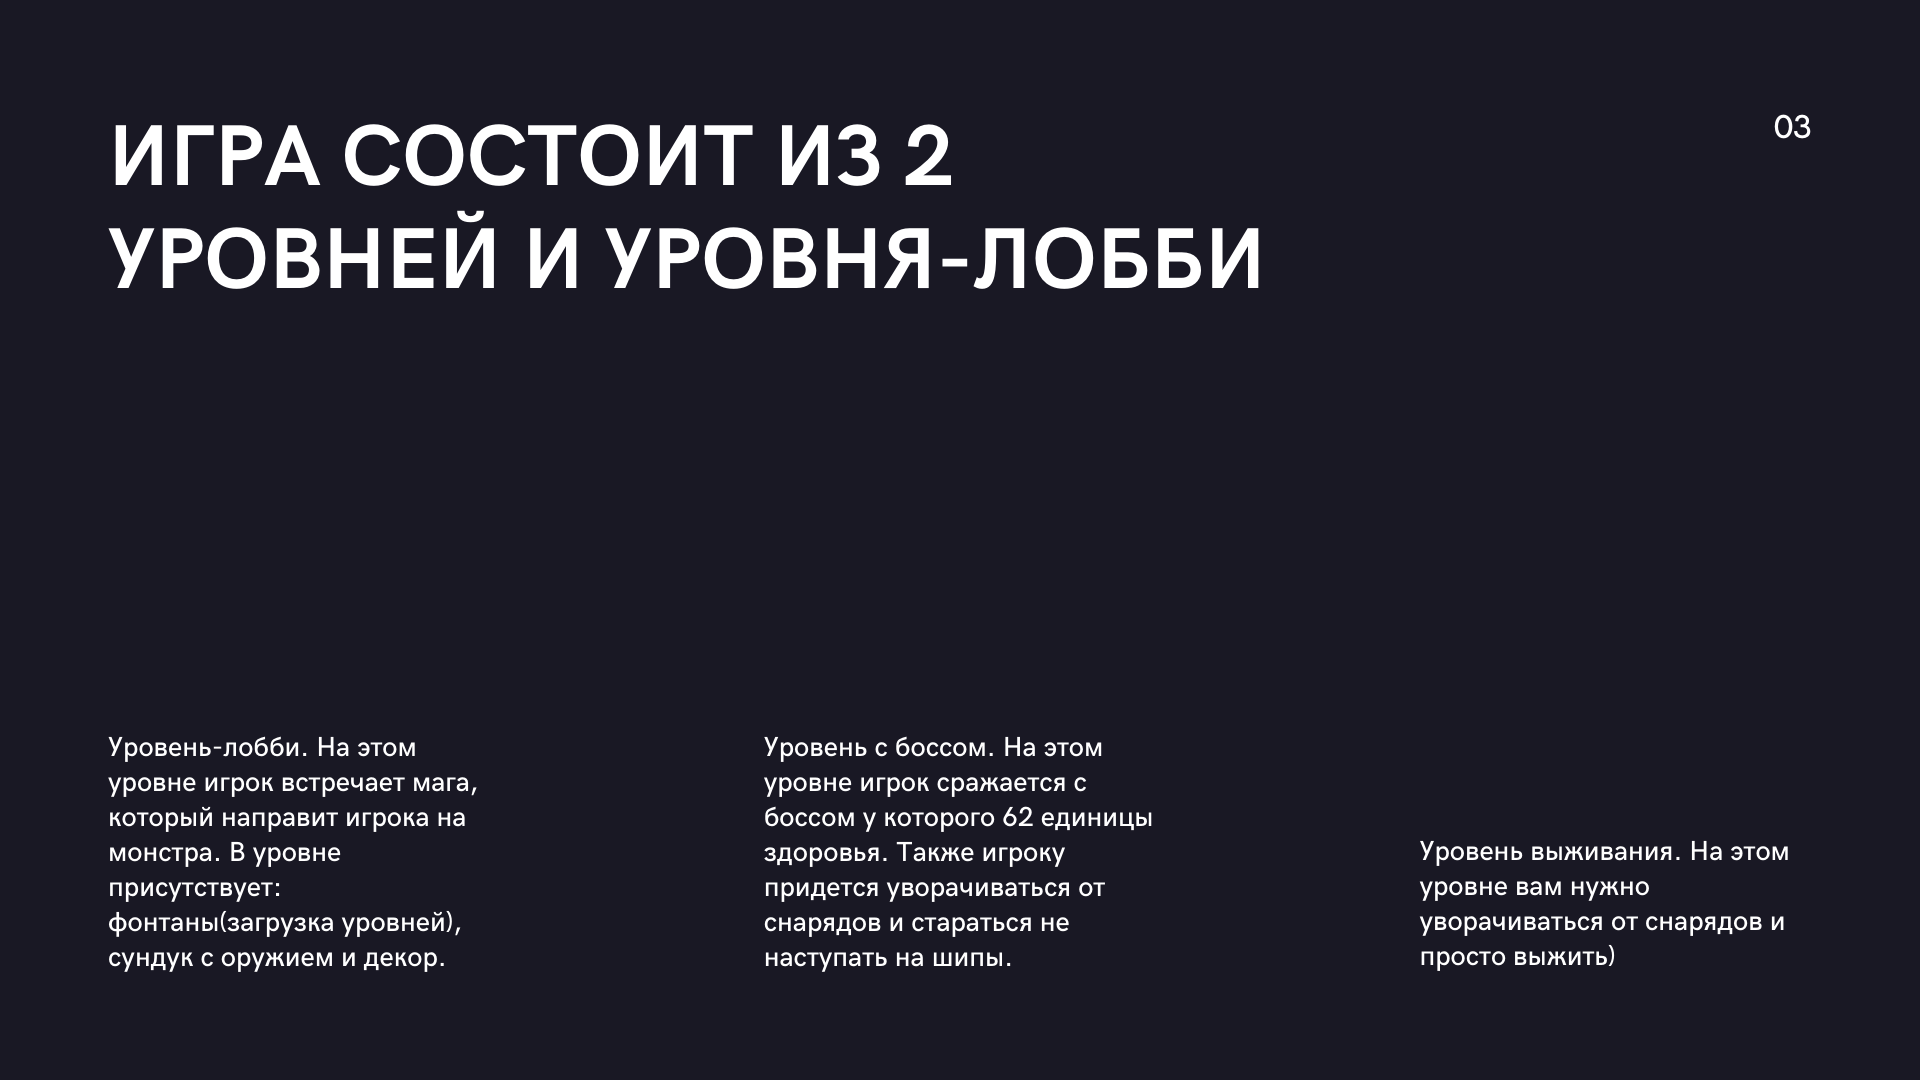 ИГРА СОСТОИТ ИЗ 2
УРОВНЕЙ И УРОВНЯ-ЛОББИ
03
Уровень-лобби. На этом
уровне игрок встречает мага,
который направит игрока на
монстра. В уровне
присутствует:
фонтаны(загрузка уровней),
сундук с оружием и декор.
Уровень с боссом. На этом
уровне игрок сражается с
боссом у которого 62 единицы
здоровья. Также игроку
придется уворачиваться от
снарядов и стараться не
наступать на шипы.
Уровень выживания. На этом
уровне вам нужно
уворачиваться от снарядов и
просто выжить)